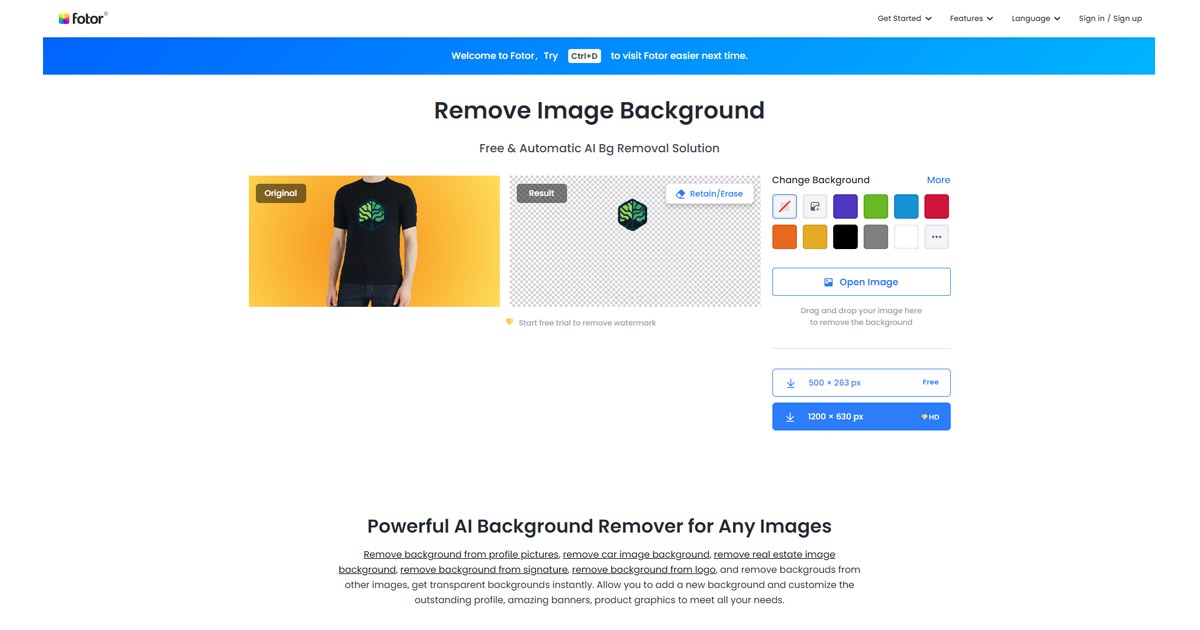 fotor®
Get Started
Features
Language
Sign in / Sign up
Welcome to Fotor, Try Ctrl+D to visit Fotor easier next time.
Remove Image Background
Free & Automatic AI Bg Removal Solution
Original
Result
Retain/Erase
Change Background
More
Open Image
Drag and drop your image here
to remove the background
Start free trial to remove watermark
500 × 263 px
Free
1200 × 630 px
HD
Powerful AI Background Remover for Any Images
Remove background from profile pictures, remove car image background, remove real estate image
background, remove background from signature, remove background from logo, and remove backgrouds from
other images, get transparent backgrounds instantly. Allow you to add a new background and customize the
outstanding profile, amazing banners, product graphics to meet all your needs.